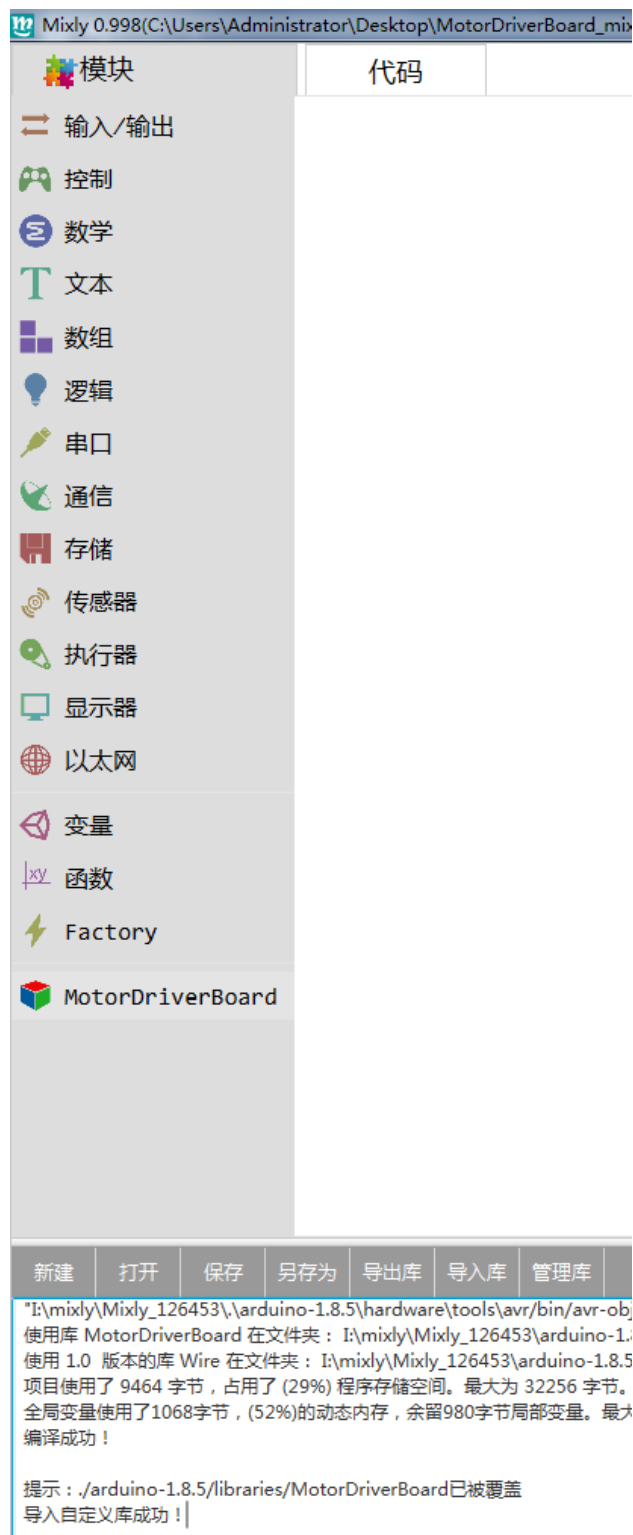 Mixly 0.998(C:\Users\Administrator\Desktop\MotorDriverBoard_mix
模块 代码
输入/输出
控制
数学
文本
数组
逻辑
串口
通信
存储
传感器
执行器
显示器
以太网
变量
函数
Factory
MotorDriverBoard
新建 打开 保存 另存为 导出库 导入库 管理库
"I:\mixly\Mixly_126453\.\arduino-1.8.5\hardware\tools\avr/bin/avr-obj
使用库 MotorDriverBoard 在文件夹： I:\mixly\Mixly_126453\arduino-1.8
使用 1.0 版本的库 Wire 在文件夹： I:\mixly\Mixly_126453\arduino-1.8.5
项目使用了 9464 字节，占用了 (29%) 程序存储空间。最大为 32256 字节。
全局变量使用了1068字节，(52%)的动态内存，余留980字节局部变量。最大
编译成功！
提示：./arduino-1.8.5/libraries/MotorDriverBoard已被覆盖
导入自定义库成功！